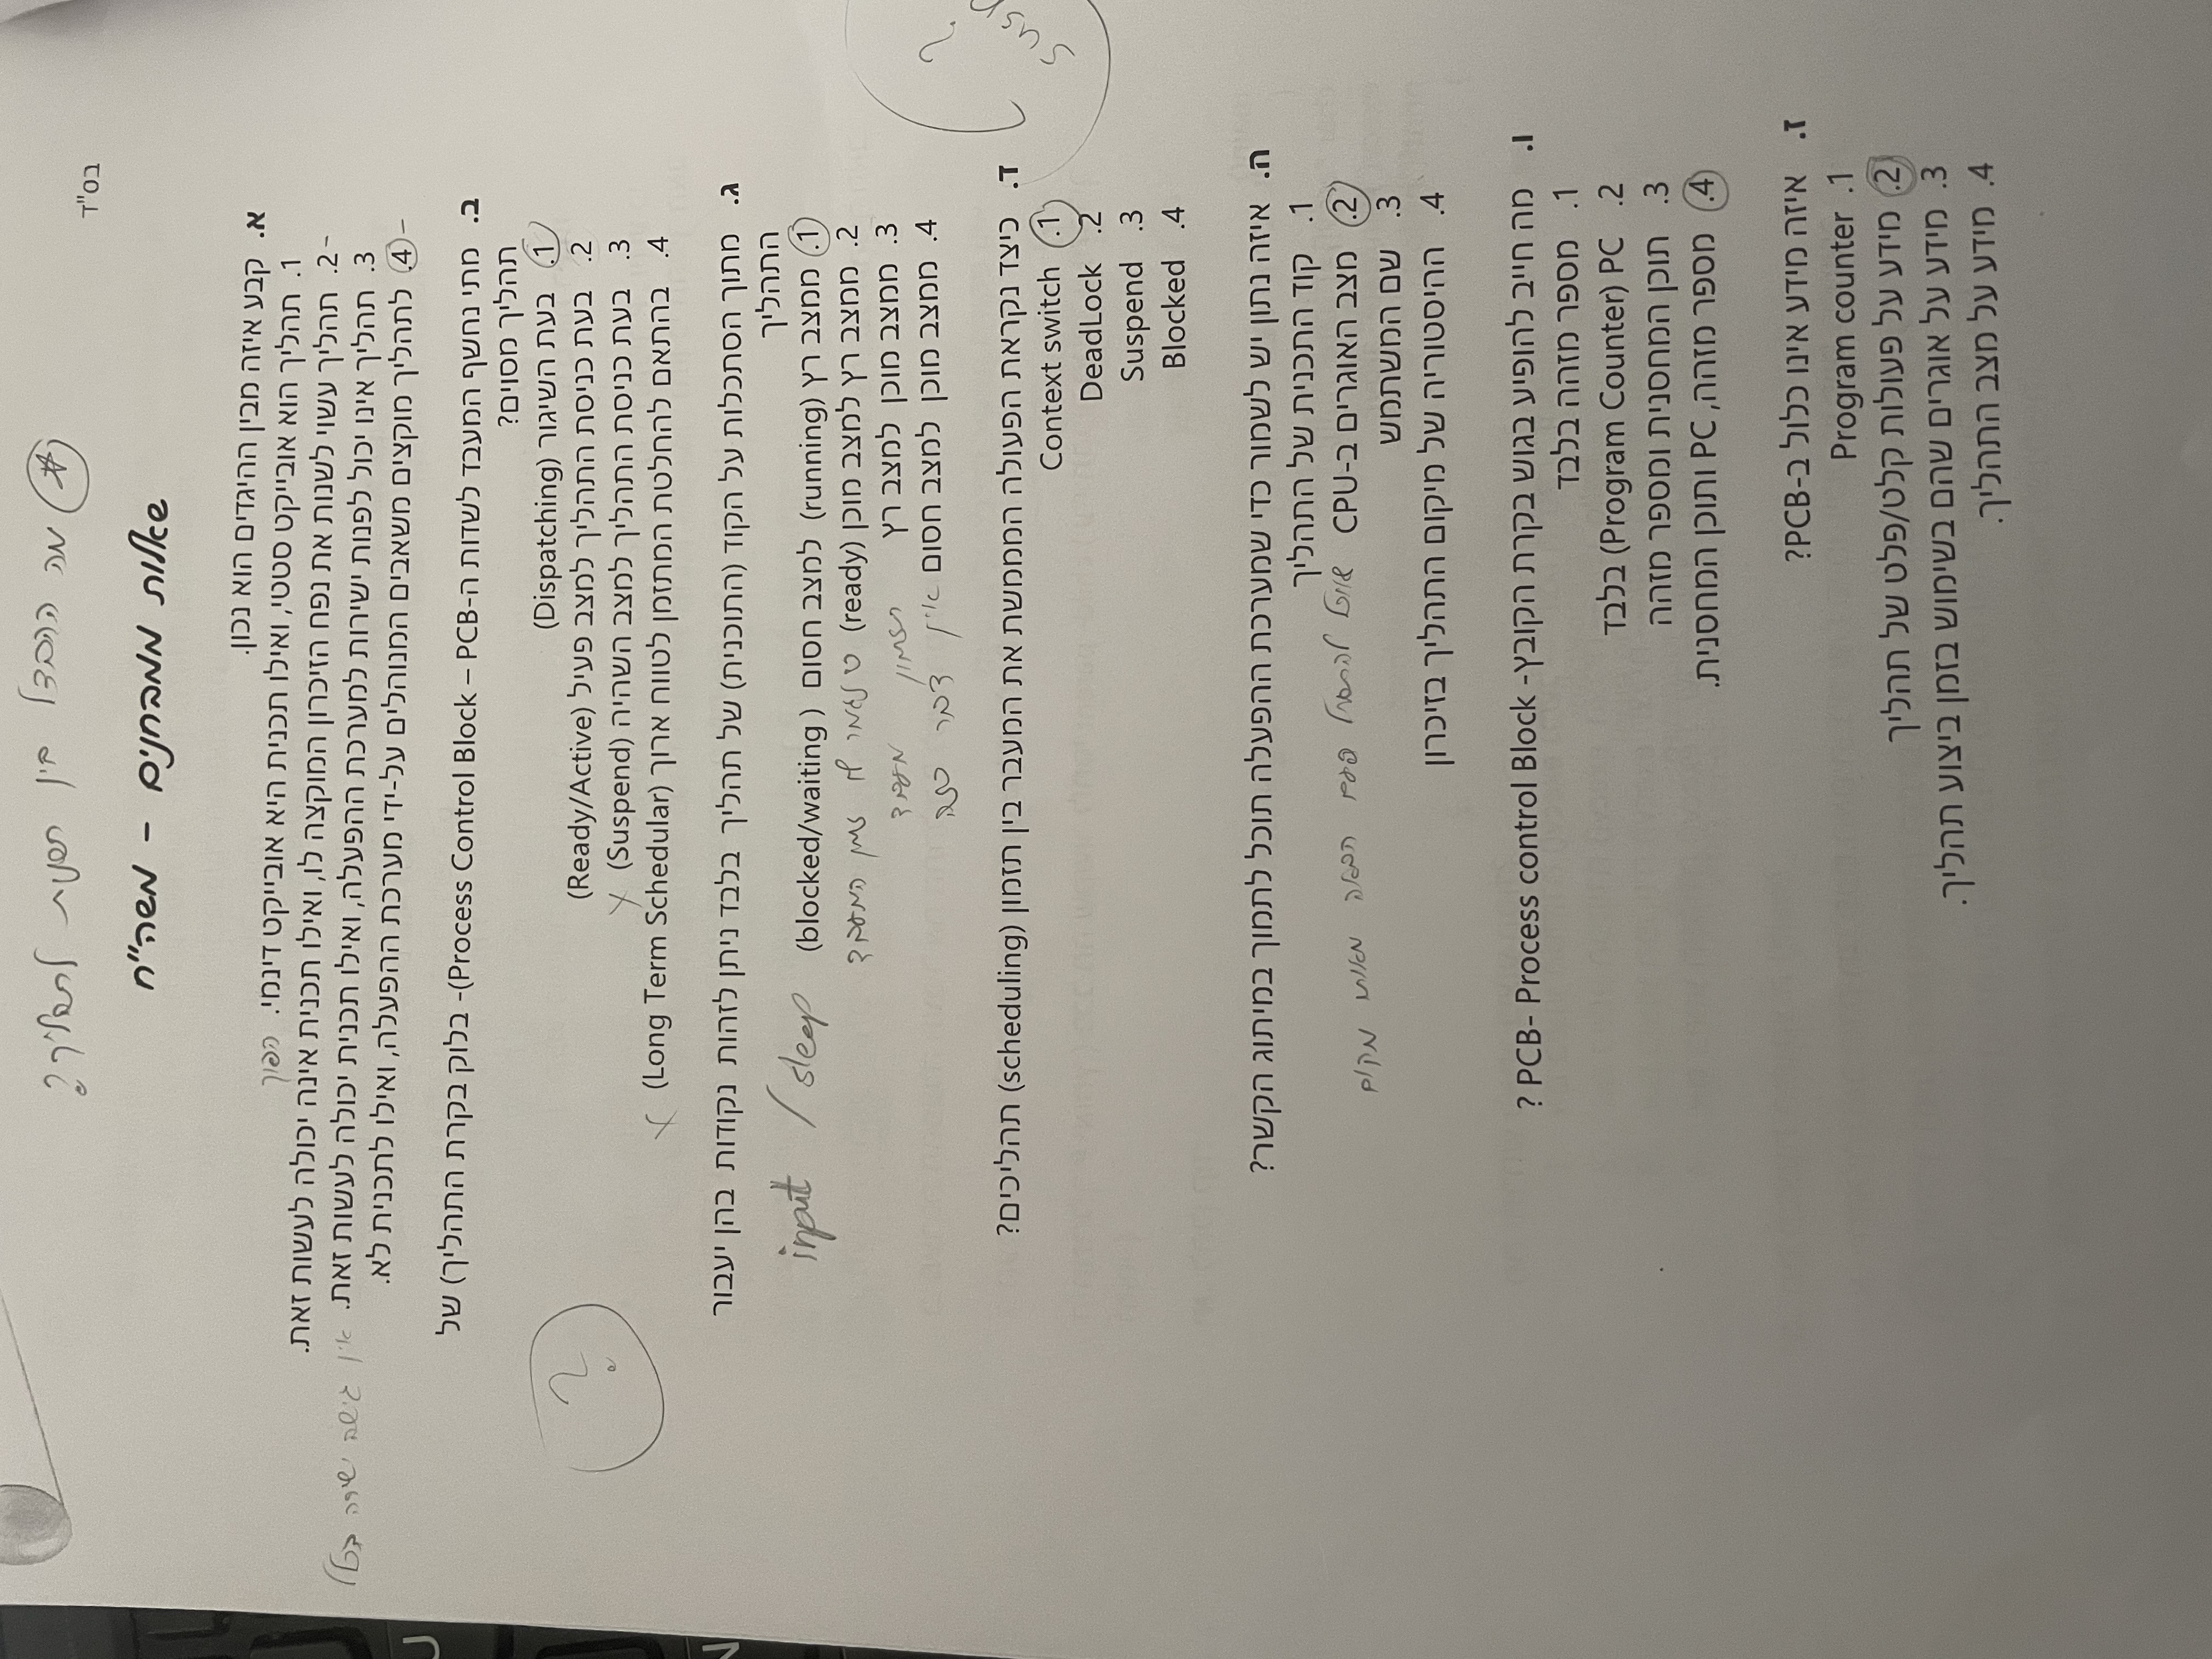 מה ההבדל בין תכנית לתהליך?
בס"ד
שאלות ממבחנים - משה"ח
א. קבע איזה מבין ההיגדים הוא נכון.
1. תהליך הוא אובייקט סטטי, ואילו תכנית היא אובייקט דינמי. הפוך
-2. תהליך עשוי לשנות את נפח הזיכרון המוקצה לו, ואילו תכנית אינה יכולה לעשות זאת.
3. תהליך אינו יכול לפנות ישירות למערכת ההפעלה, ואילו תכנית יכולה לעשות זאת. אין גישה ישירה בכלל
-4. לתהליך מוקצים משאבים המנוהלים על-ידי מערכת ההפעלה, ואילו לתכנית לא.
ב. מתי נחשף המעבד לשדות ה-Process Control Block – PCB)- בלוק בקרת התהליך) של
תהליך מסוים?
1. בעת השיגור (Dispatching)
2. בעת כניסת התהליך למצב פעיל (Ready/Active)
3. בעת כניסת התהליך למצב השהיה (Suspend) X
4. בהתאם להחלטת המתזמן לטווח ארוך (Long Term Schedular) X
?
ג. מתוך הסתכלות על הקוד (התוכנית) של תהליך בלבד ניתן לזהות נקודות בהן יעבור
התהליך
1. ממצב רץ (running) למצב חסום (blocked/waiting) input / sleep
2. ממצב רץ למצב מוכן (ready) נגמר לו זמן המעבד
3. ממצב מוכן למצב רץ תזמון מעבד
4. ממצב מוכן למצב חסום אין דבר כזה
?
ד. כיצד נקראת הפעולה המממשת את המעבר בין תזמון (scheduling) תהליכים?
1. Context switch
2. DeadLock
3. Suspend
4. Blocked
ה. איזה נתון יש לשמור כדי שמערכת ההפעלה תוכל לתמוך במיתוג הקשר?
1. קוד התכנית של התהליך
2. מצב האוגרים ב-CPU שאוכל להתחיל פעם הבאה מאותו מקום
3. שם המשתמש
4. ההיסטוריה של מיקום התהליך בזיכרון
ו. מה חייב להופיע בגוש בקרת הקובץ- PCB- Process control Block ?
1. מספר מזהה בלבד
2. PC (Program Counter) בלבד
3. תוכן המחסנית ומספר מזהה
4. מספר מזהה, PC ותוכן המחסנית.
ז. איזה מידע אינו כלול ב-PCB?
1. Program counter
2. מידע על פעולות קלט/פלט של תהליך
3. מידע על אוגרים שהם בשימוש בזמן ביצוע תהליך.
4. מידע על מצב התהליך.